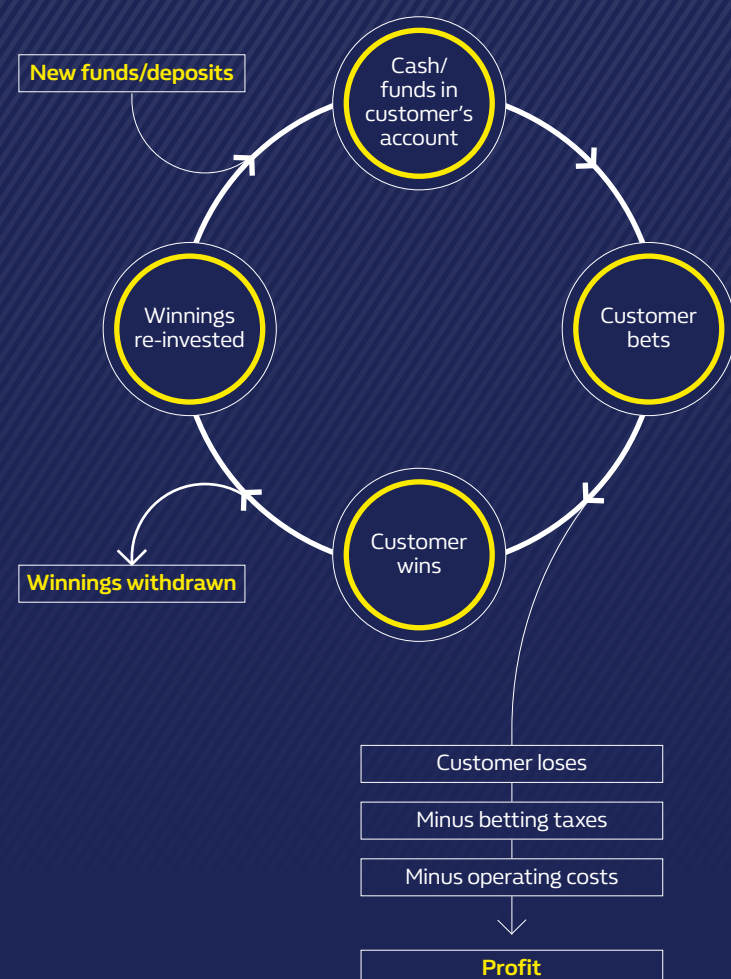 New funds/deposits
Cash/
funds in
customer's
account
Winnings
re-invested
Customer
bets
Customer
wins
Winnings withdrawn
Customer loses
Minus betting taxes
Minus operating costs
Profit